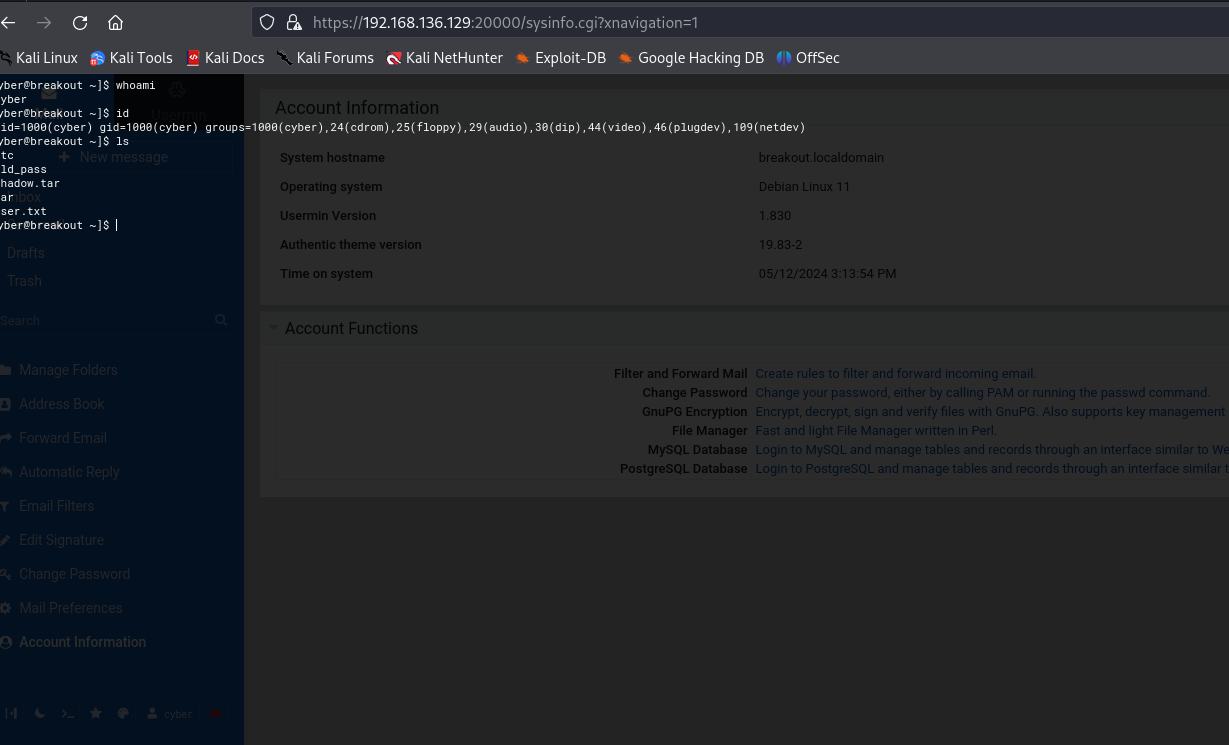 https://192.168.136.129:20000/sysinfo.cgi?xnavigation=1
Kali Linux Kali Tools Kali Docs Kali Forums Kali NetHunter Exploit-DB Google Hacking DB OffSec
yber@breakout ~]$ whoami
yber
yber@breakout ~]$ id
id=1000(cyber) gid=1000(cyber) groups=1000(cyber),24(cdrom),25(floppy),29(audio),30(dip),44(video),46(plugdev),109(netdev)
yber@breakout ~]$ ls
tc
ld_pass
hadow.tar
ar
ser.txt
yber@breakout ~]$
New message
Drafts
Trash
Search
Manage Folders
Address Book
Forward Email
Automatic Reply
Email Filters
Edit Signature
Change Password
Mail Preferences
Account Information
cyber
Account Information
System hostname breakout.localdomain
Operating system Debian Linux 11
Usermin Version 1.830
Authentic theme version 19.83-2
Time on system 05/12/2024 3:13:54 PM
Account Functions
Filter and Forward Mail Create rules to filter and forward incoming email.
Change Password Change your password, either by calling PAM or running the passwd command.
GnuPG Encryption Encrypt, decrypt, sign and verify files with GnuPG. Also supports key management
File Manager Fast and light File Manager written in Perl.
MySQL Database Login to MySQL and manage tables and records through an interface similar to We
PostgreSQL Database Login to PostgreSQL and manage tables and records through an interface similar t